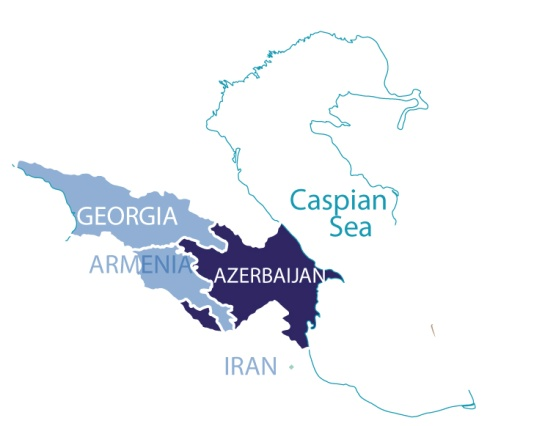 Caspian
Sea
GEORGIA
ARMENIA
AZERBAIJAN
IRAN